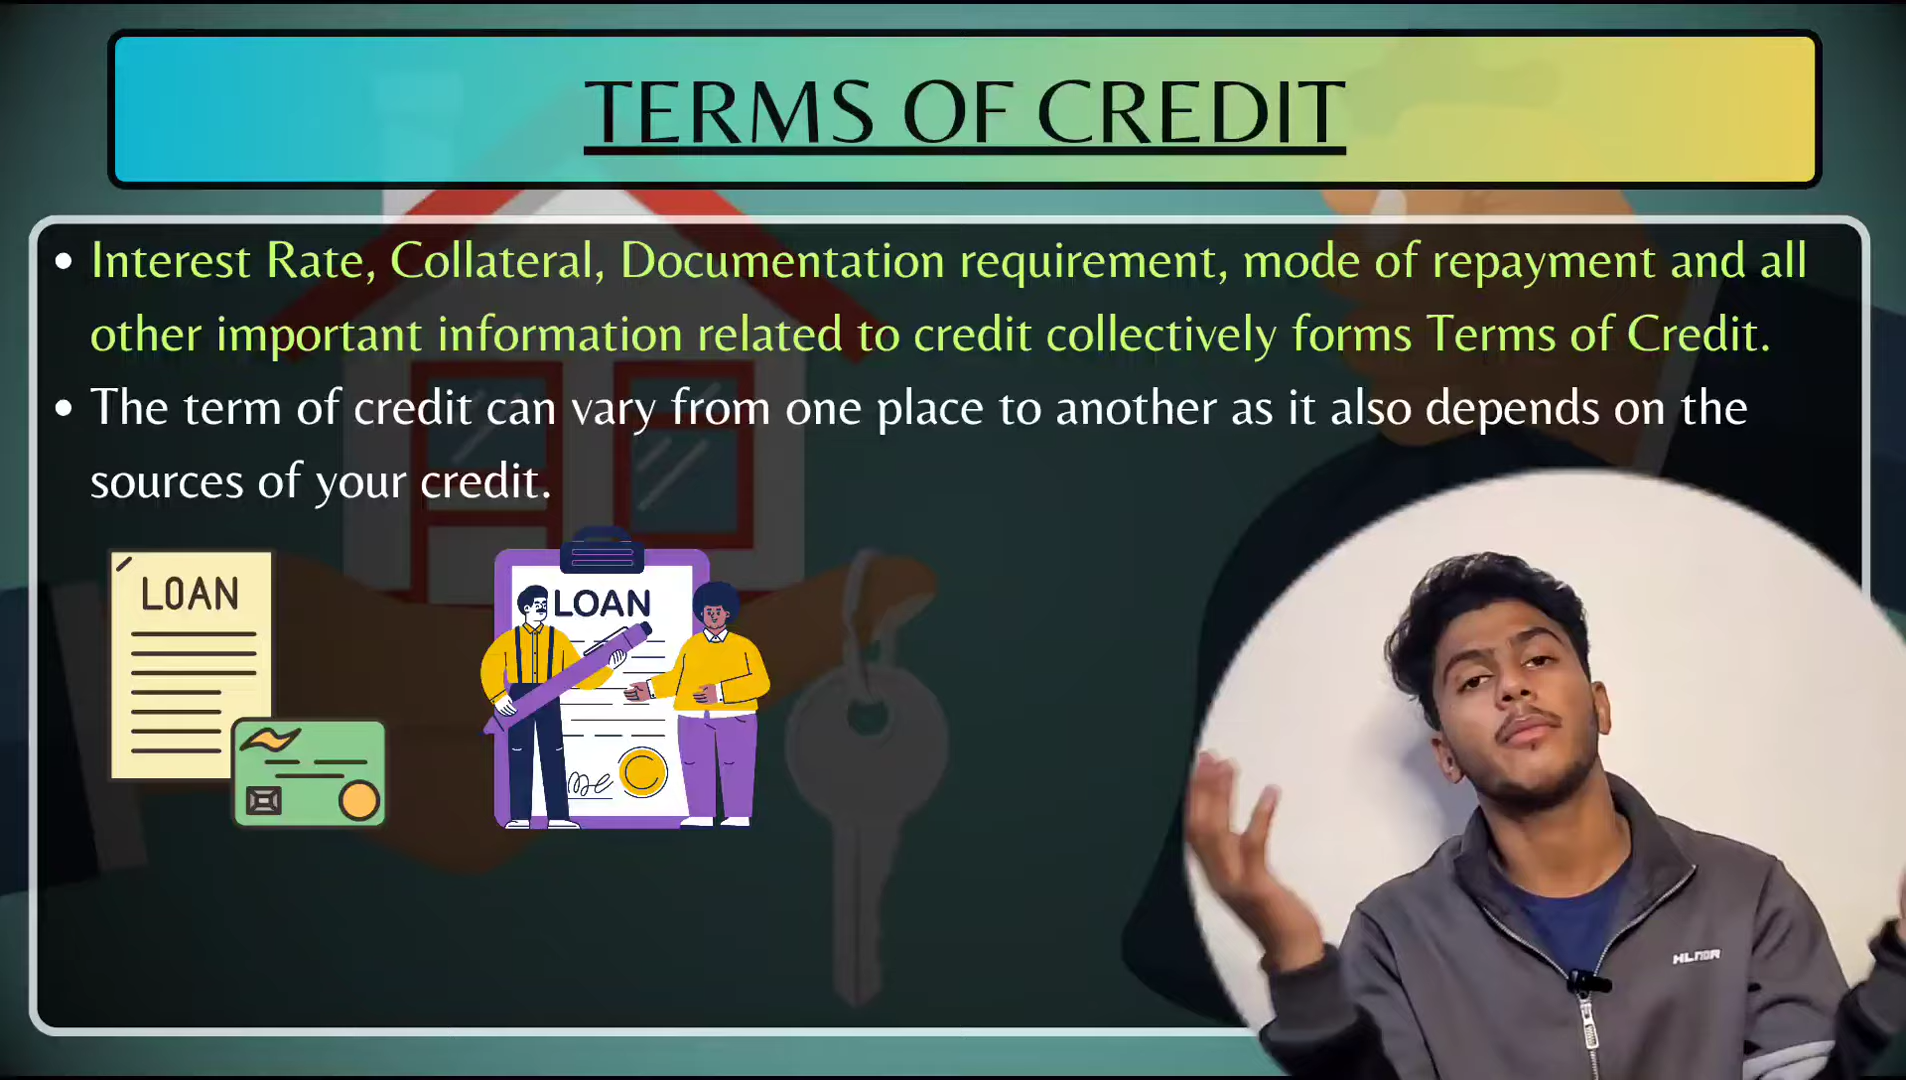 TERMS OF CREDIT
• Interest Rate, Collateral, Documentation requirement, mode of repayment and all
other important information related to credit collectively forms Terms of Credit.
• The term of credit can vary from one place to another as it also depends on the
sources of your credit.
LOAN
LOAN